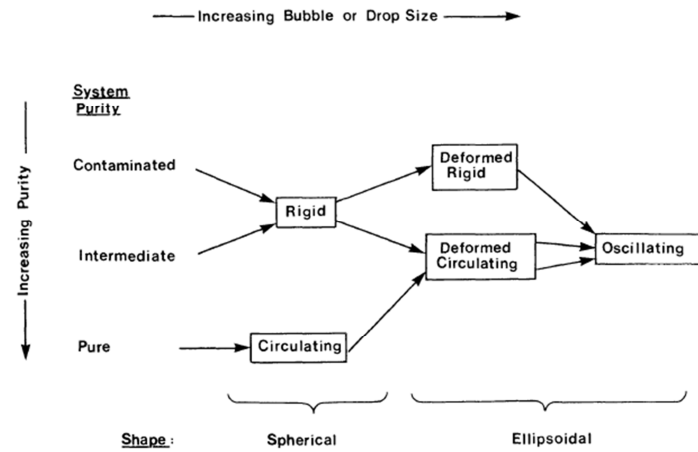 Increasing Bubble or Drop Size
System
Purity
Increasing Purity
Contaminated
Deformed
Rigid
Rigid
Intermediate
Deformed
Circulating
Oscillating
Pure
Circulating
Shape:
Spherical
Ellipsoidal